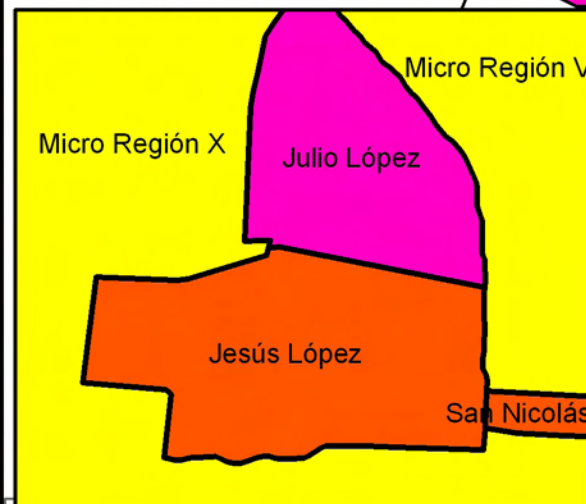 Micro Región V
Micro Región X
Julio López
Jesús López
San Nicolás